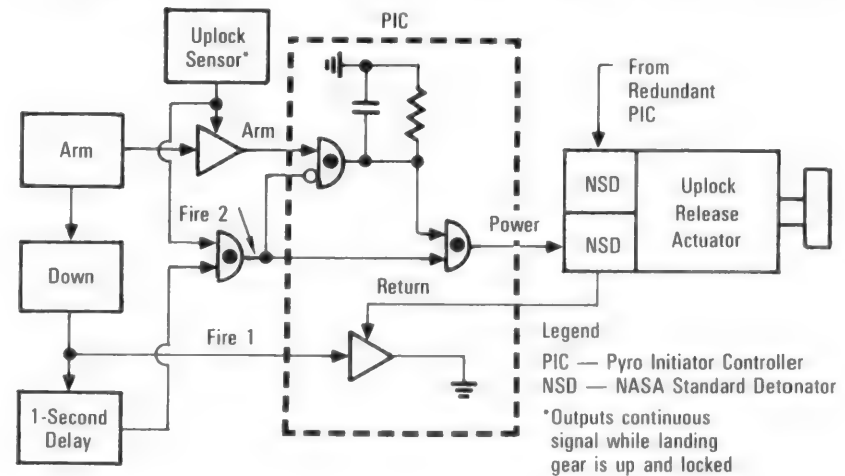 PIC
Uplock
Sensor*
Arm
Arm
Fire 2
Down
Fire 1
1-Second
Delay
Power
Return
From
Redundant
PIC
NSD
NSD
Uplock
Release
Actuator
Legend
PIC — Pyro Initiator Controller
NSD — NASA Standard Detonator
*Outputs continuous
signal while landing
gear is up and locked